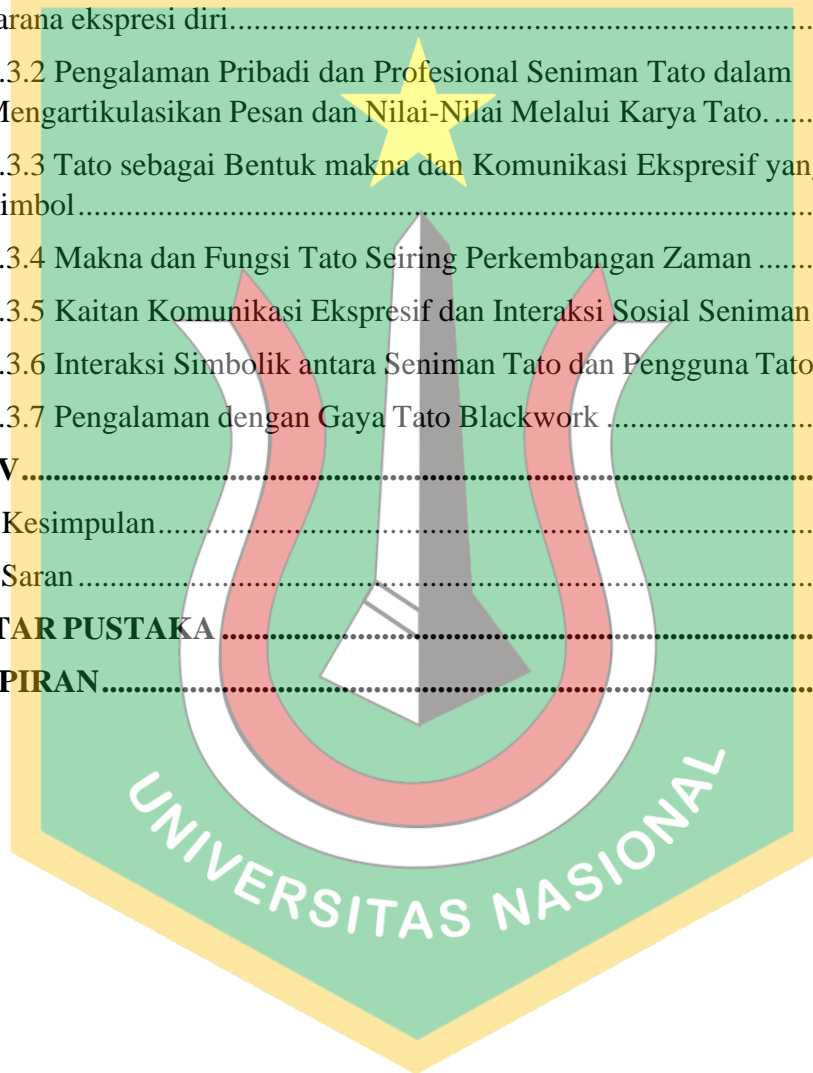 arana ekspresi diri........................................................................
.3.2 Pengalaman Pribadi dan Profesional Seniman Tato dalam
Mengartikulasikan Pesan dan Nilai-Nilai Melalui Karya Tato. .....
.3.3 Tato sebagai Bentuk makna dan Komunikasi Ekspresif yan
imbol...........................................................................................
.3.4 Makna dan Fungsi Tato Seiring Perkembangan Zaman .......
.3.5 Kaitan Komunikasi Ekspresif dan Interaksi Sosial Seniman
.3.6 Interaksi Simbolik antara Seniman Tato dan Pengguna Tato
.3.7 Pengalaman dengan Gaya Tato Blackwork ..........................
V....................................................................................................
Kesimpulan.................................................................................
Saran...........................................................................................
TAR PUSTAKA..........................................................................
PIRAN.........................................................................................
UNIVERSITAS NASIONAL